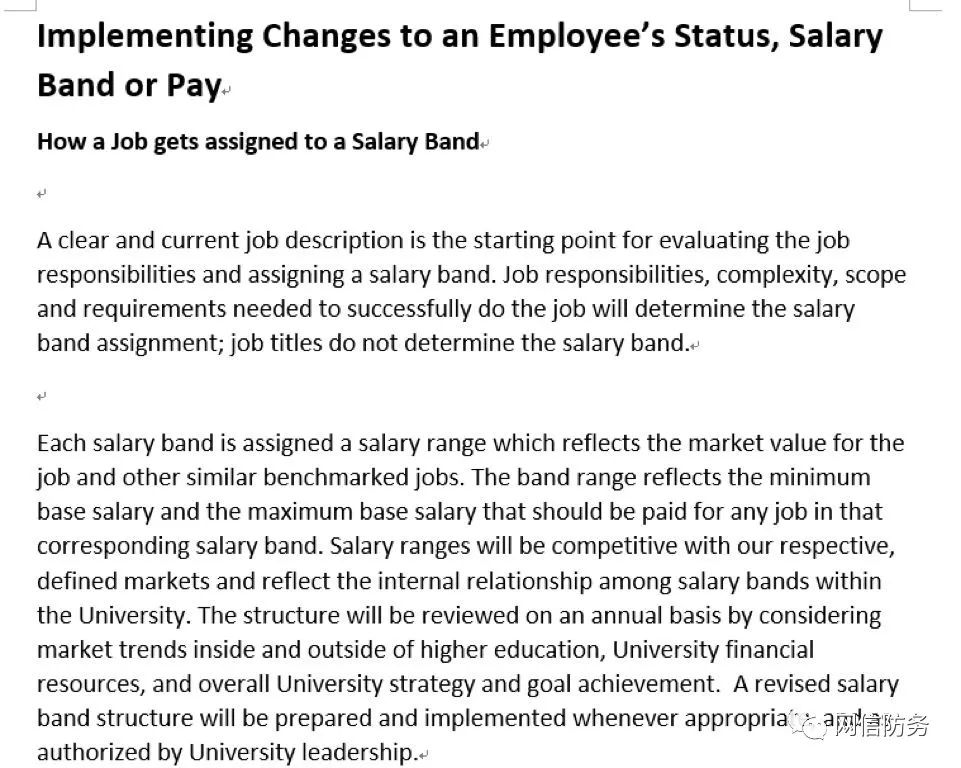 Implementing Changes to an Employee’s Status, Salary
Band or Pay
How a Job gets assigned to a Salary Band
A clear and current job description is the starting point for evaluating the job
responsibilities and assigning a salary band. Job responsibilities, complexity, scope
and requirements needed to successfully do the job will determine the salary
band assignment; job titles do not determine the salary band.
Each salary band is assigned a salary range which reflects the market value for the
job and other similar benchmarked jobs. The band range reflects the minimum
base salary and the maximum base salary that should be paid for any job in that
corresponding salary band. Salary ranges will be competitive with our respective,
defined markets and reflect the internal relationship among salary bands within
the University. The structure will be reviewed on an annual basis by considering
market trends inside and outside of higher education, University financial
resources, and overall University strategy and goal achievement.  A revised salary
band structure will be prepared and implemented whenever
authorized by University leadership.
网信防务